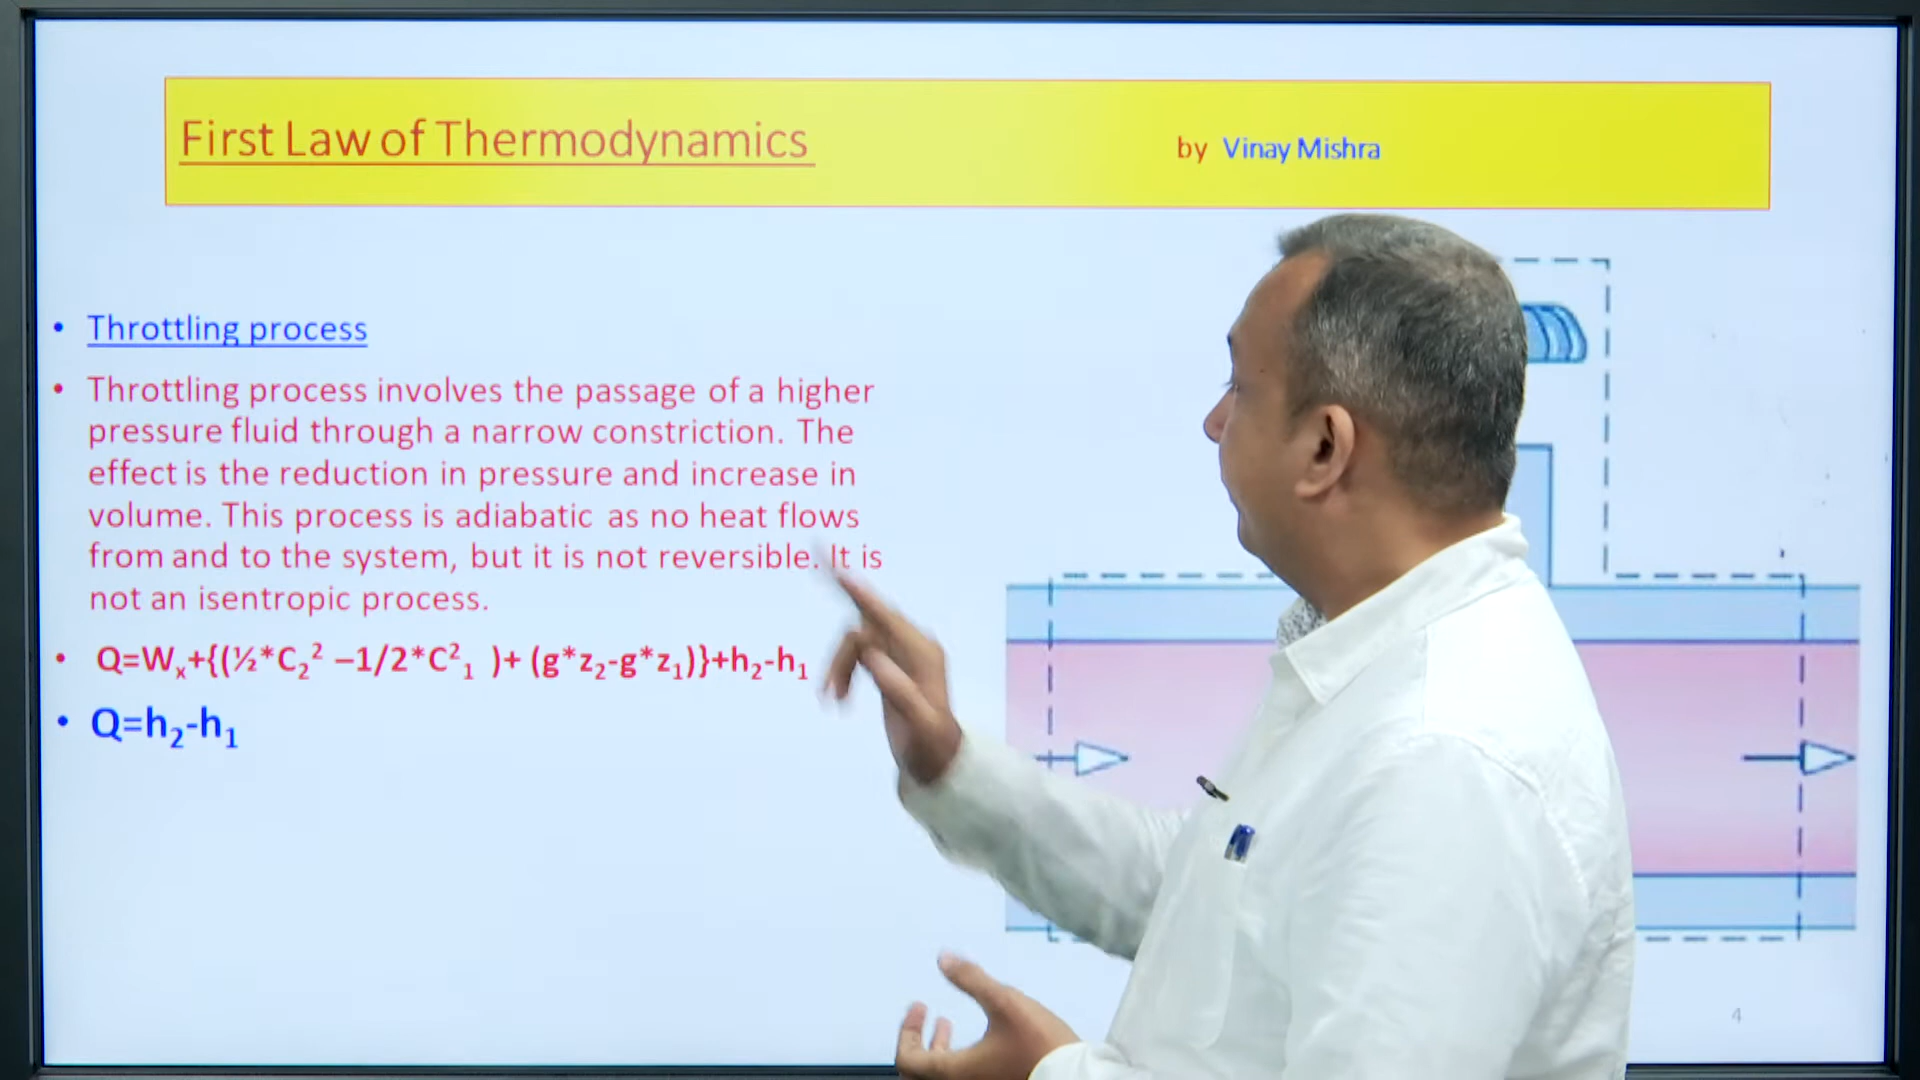 First Law of Thermodynamics by Vinay Mishra
• Throttling process
• Throttling process involves the passage of a higher
pressure fluid through a narrow constriction. The
effect is the reduction in pressure and increase in
volume. This process is adiabatic as no heat flows
from and to the system, but it is not reversible. It is
not an isentropic process.
• Q=Wₓ+{(½*C₂² –1/2*C²₁ )+ (g*z₂-g*z₁)}+h₂-h₁
• Q=h₂-h₁
4